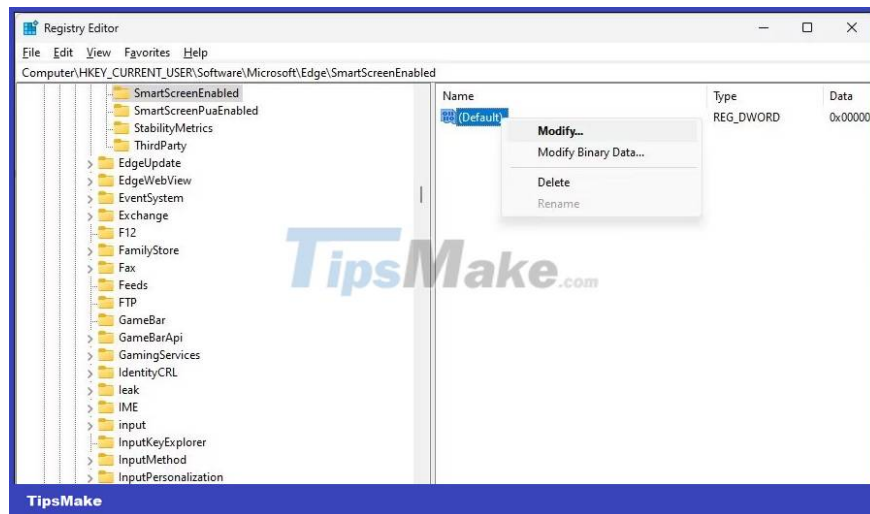 Registry Editor
File Edit View Favorites Help
Computer\HKEY_CURRENT_USER\Software\Microsoft\Edge\SmartScreenEnabled
SmartScreenEnabled
SmartScreenPuaEnabled
StabilityMetrics
ThirdParty
EdgeUpdate
EdgeWebView
EventSystem
Exchange
F12
FamilyStore
Fax
Feeds
FTP
GameBar
GameBarApi
GamingServices
IdentityCRL
leak
IME
input
InputKeyExplorer
InputMethod
InputPersonalization
Name Type Data
(Default) REG_DWORD 0x00000
Modify...
Modify Binary Data...
Delete
Rename
TipsMake.com
TipsMake